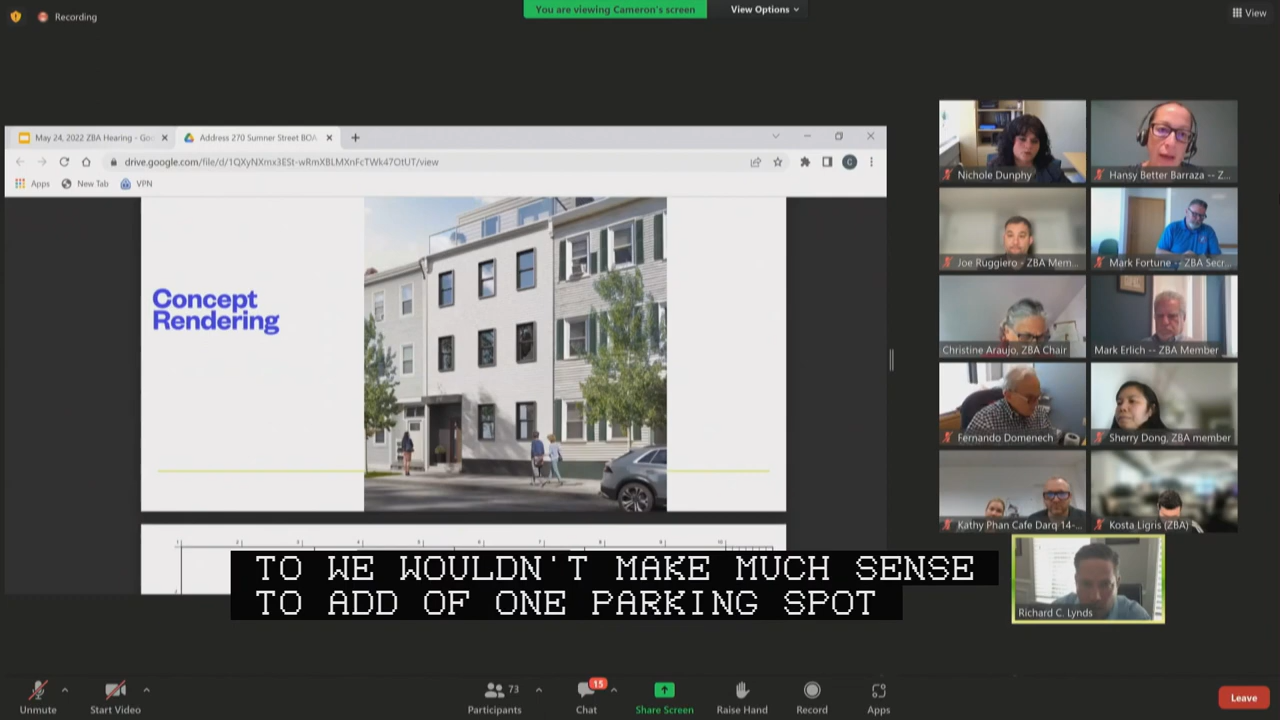 Recording
You are viewing Cameron's screen
View Options
View
May 24, 2022 ZBA Hearing - Go
Address 270 Sumner Street BOA
drive.google.com/file/d/1QXyNXmx3ESt-wRmXBLMXnFcTWk47OtUT/view
C
Apps
New Tab
VPN
Concept
Rendering
Nichole Dunphy
Hansy Better Barraza -- Z...
Joe Ruggiero - ZBA Mem...
Mark Fortune -- ZBA Secr...
Christine Araujo, ZBA Chair
Mark Erlich -- ZBA Member
Fernando Domenech
Sherry Dong, ZBA member
Kathy Phan Cafe Darq 14-...
Kosta Ligris (ZBA)
Richard C. Lynds
TO WE WOULDN'T MAKE MUCH SENSE
TO ADD OF ONE PARKING SPOT
Unmute
Start Video
Participants
73
Chat
15
Share Screen
Raise Hand
Record
Apps
Leave